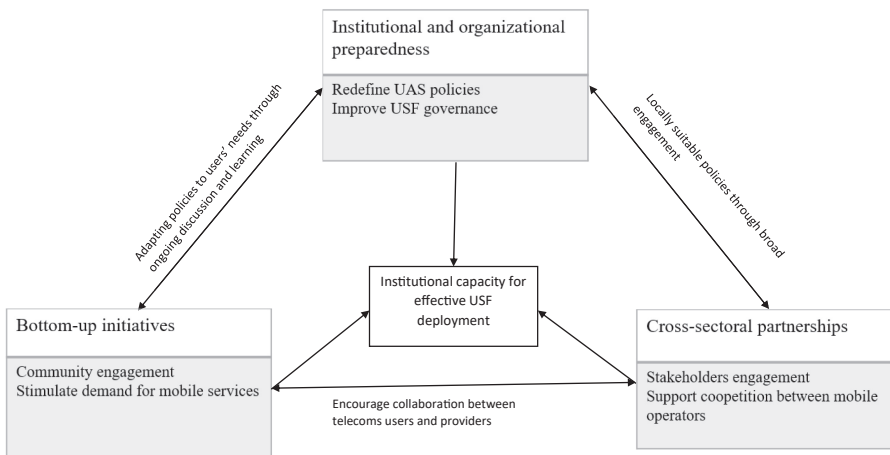 Institutional and organizational
preparedness
Redefine UAS policies
Improve USF governance
Adapting policies to users' needs through
ongoing discussion and learning
Locally suitable policies through broad
engagement
Institutional capacity for
effective USF
deployment
Bottom-up initiatives
Community engagement
Stimulate demand for mobile services
Cross-sectoral partnerships
Stakeholders engagement
Support coopetition between mobile
operators
Encourage collaboration between
telecoms users and providers